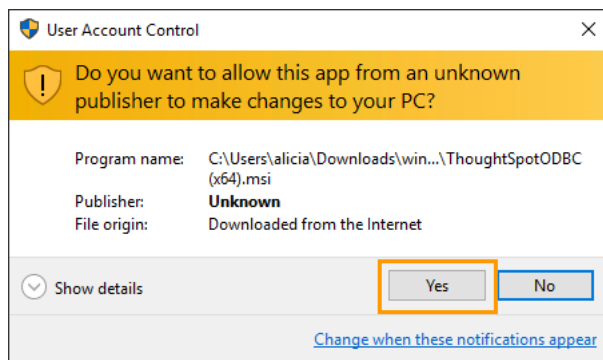 User Account Control
Do you want to allow this app from an unknown
publisher to make changes to your PC?
Program name: C:\Users\alicia\Downloads\win...\ThoughtSpotODBC
(x64).msi
Publisher: Unknown
File origin: Downloaded from the Internet
Show details
Yes
No
Change when these notifications appear